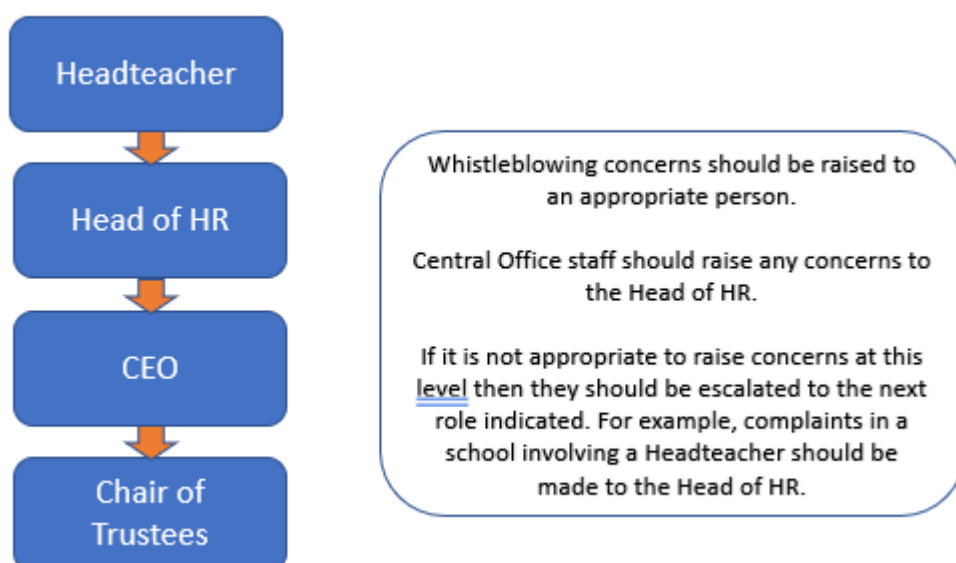 Headteacher
Head of HR
CEO
Chair of
Trustees
Whistleblowing concerns should be raised to
an appropriate person.
Central Office staff should raise any concerns to
the Head of HR.
If it is not appropriate to raise concerns at this
level then they should be escalated to the next
role indicated. For example, complaints in a
school involving a Headteacher should be
made to the Head of HR.